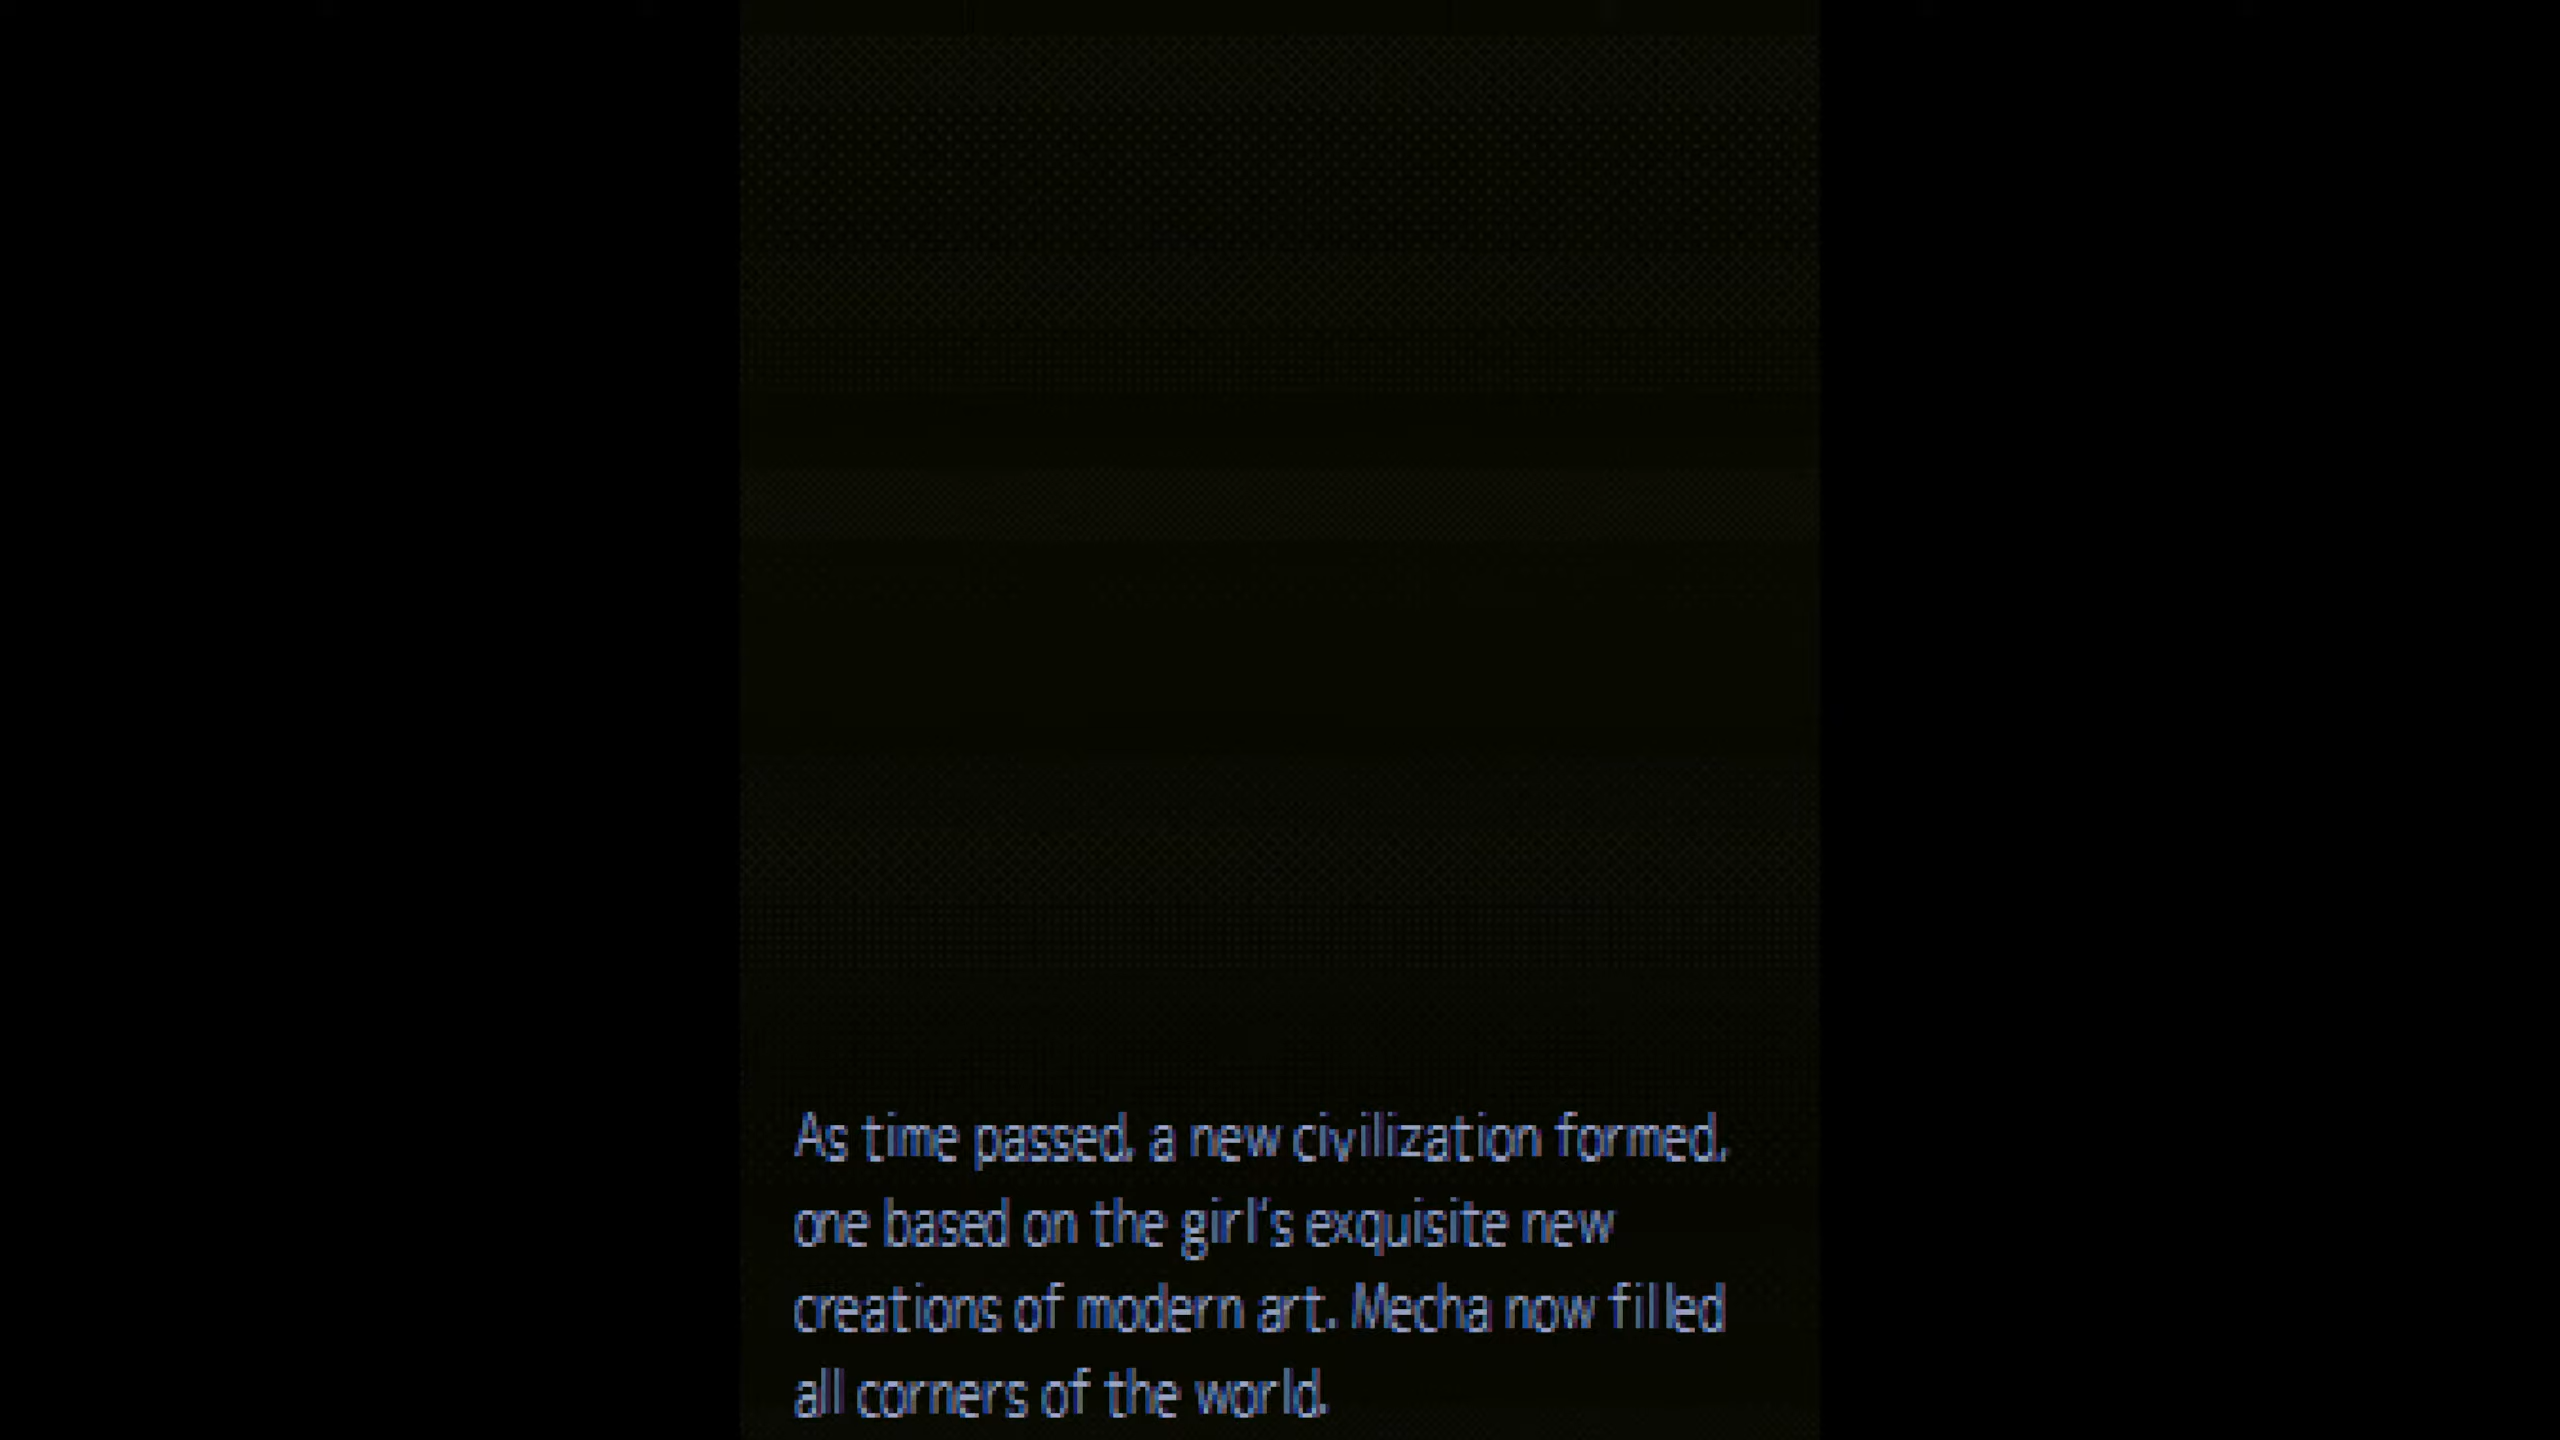 As time passed, a new civilization formed,
one based on the girl's exquisite new
creations of modern art. Mecha now filled
all corners of the world.